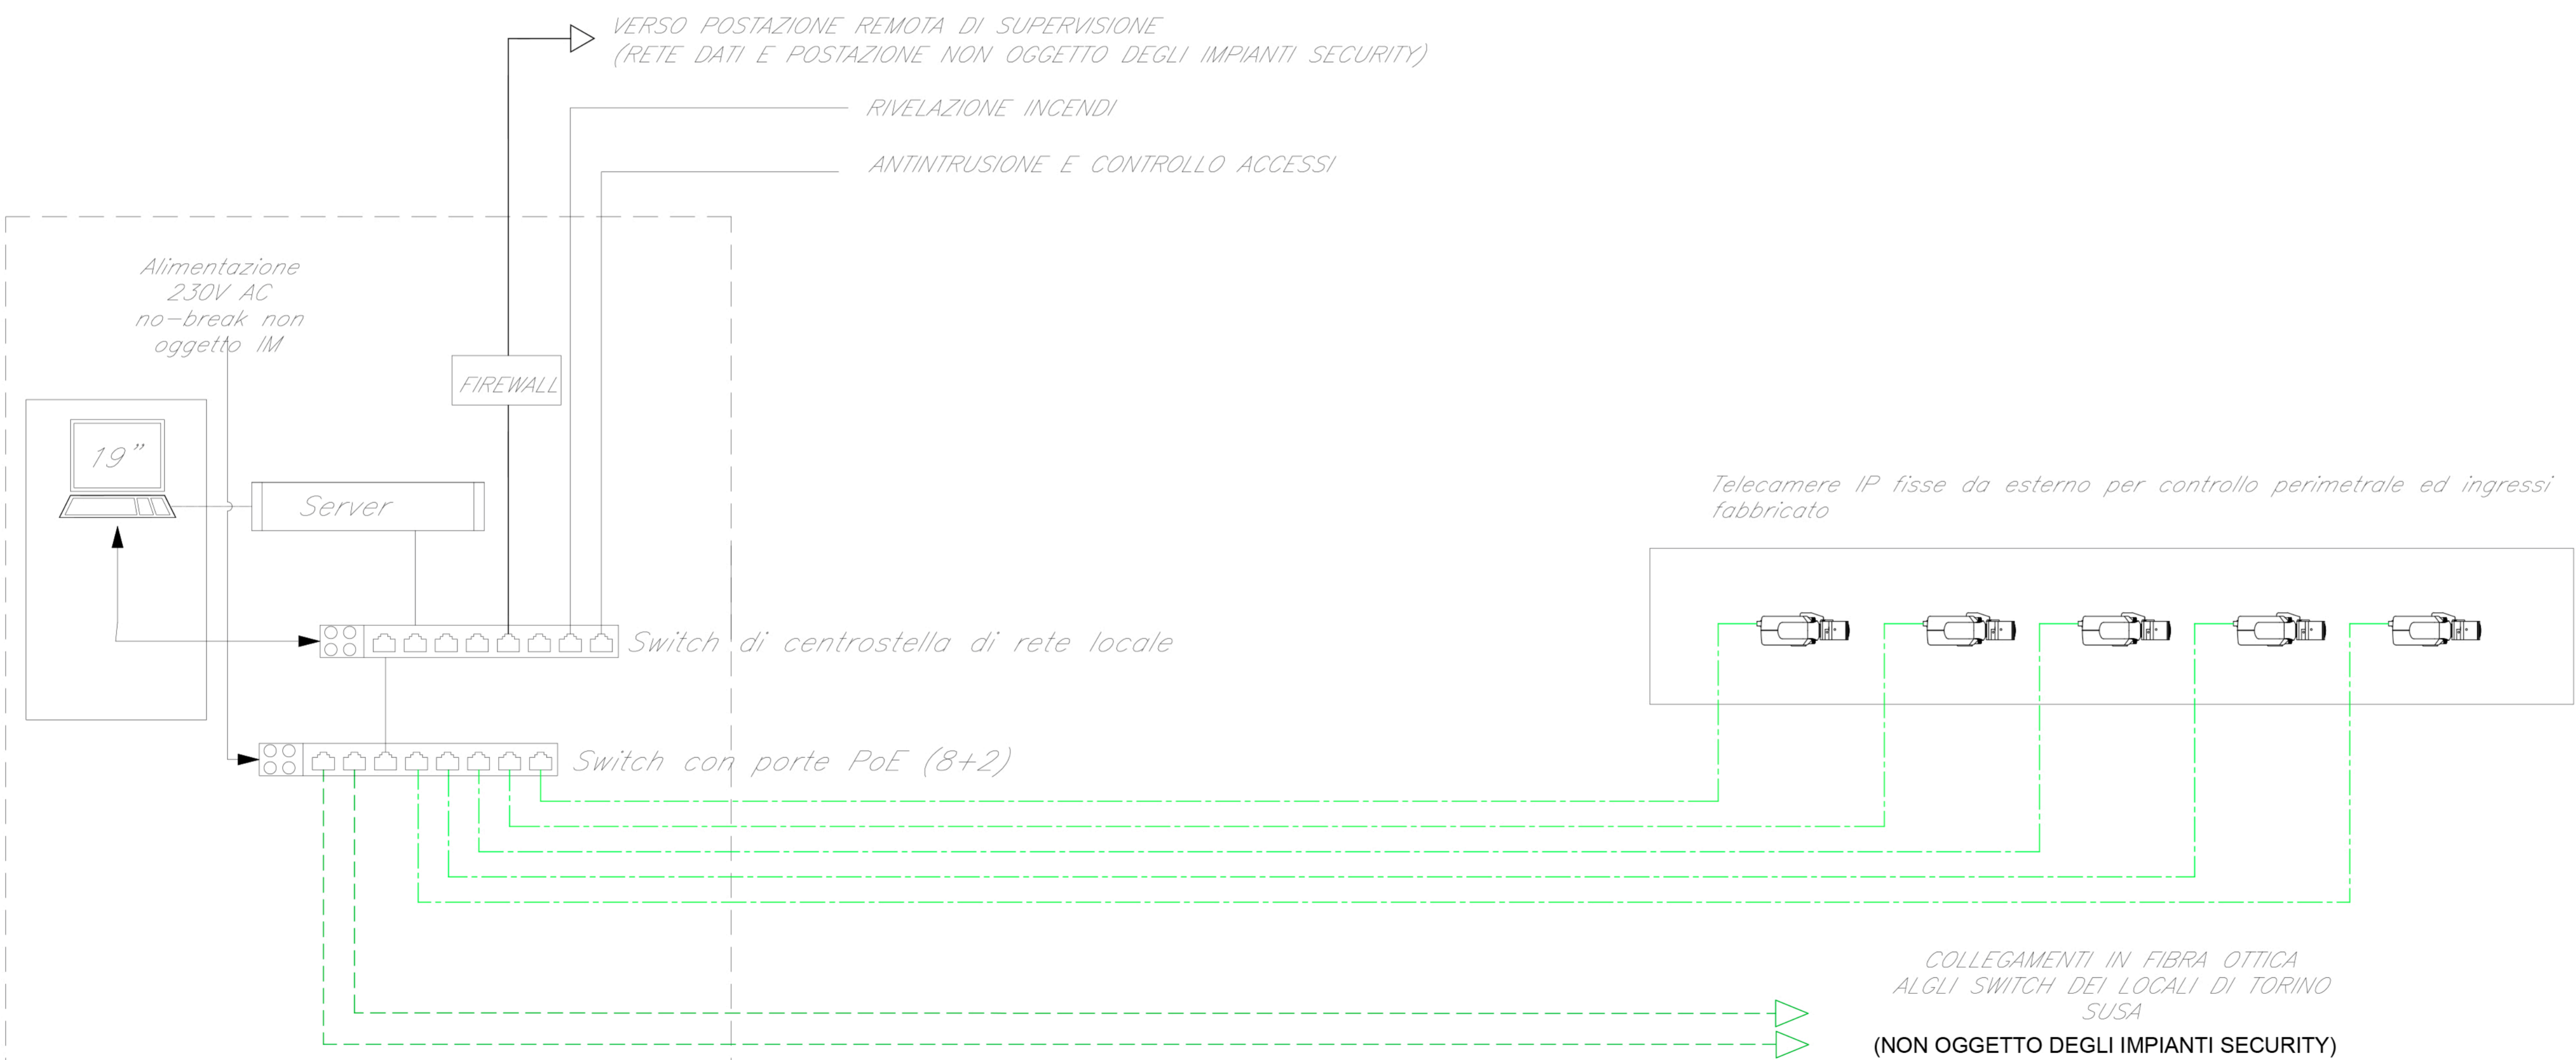 VERSO POSTAZIONE REMOTA DI SUPERVISIONE
(RETE DATI E POSTAZIONE NON OGGETTO DEGLI IMPIANTI SECURITY)
RIVELAZIONE INCENDI
ANTINTRUSIONE E CONTROLLO ACCESSI
Alimentazione
230V AC
no-break non
oggetto IM
FIREWALL
19"
Server
Telecamere IP fisse da esterno per controllo perimetrale ed ingressi
fabbricato
Switch di centrostella di rete locale
Switch con porte PoE (8+2)
COLLEGAMENTI IN FIBRA OTTICA
ALGLI SWITCH DEI LOCALI DI TORINO
SUSA
(NON OGGETTO DEGLI IMPIANTI SECURITY)